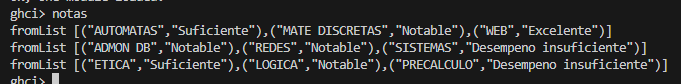 ghci> notas
fromList [("AUTOMATAS","Suficiente"),("MATE DISCRETAS","Notable"),("WEB","Excelente")]
fromList [("ADMON DB","Notable"),("REDES","Notable"),("SISTEMAS","Desempeno insuficiente")]
fromList [("ETICA","Suficiente"),("LOGICA","Notable"),("PRECALCULO","Desempeno insuficiente")]
ghci>